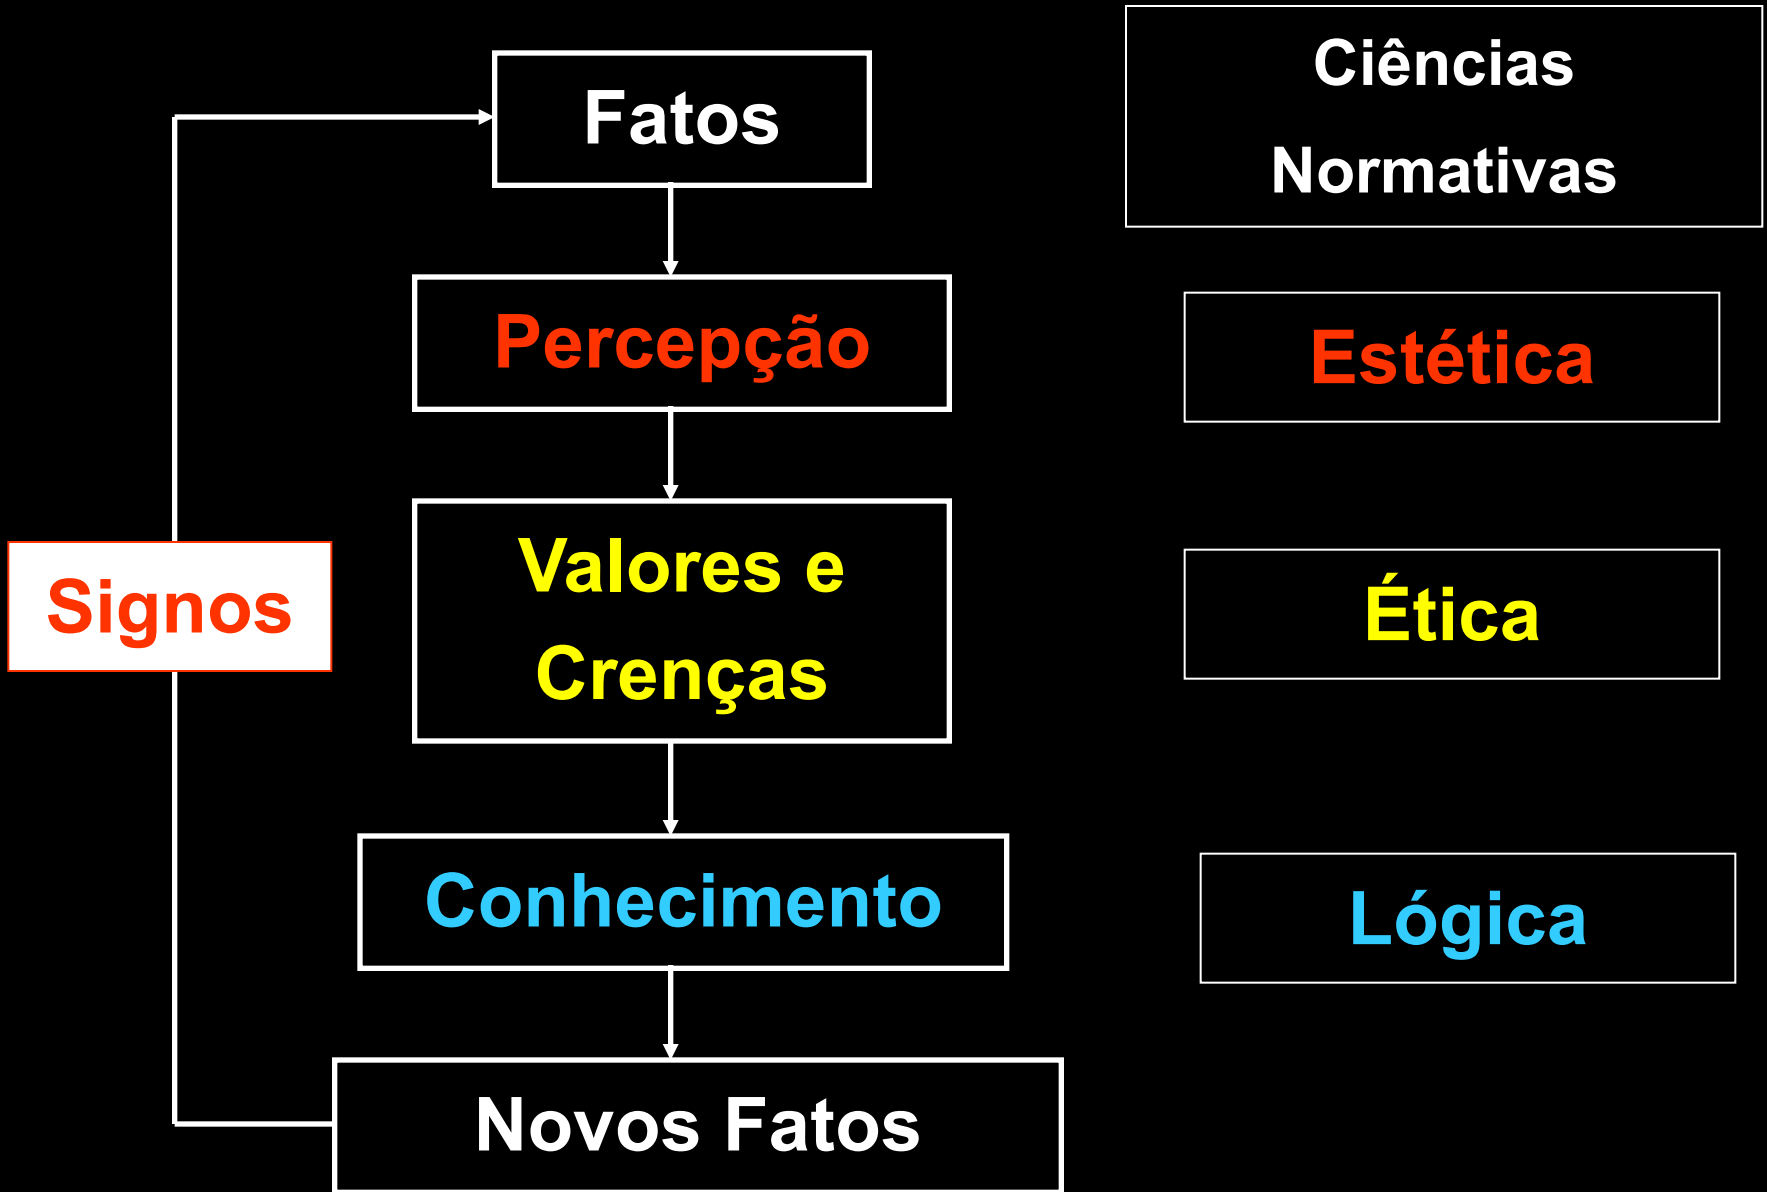 Fatos
Percepção
Valores e
Crenças
Conhecimento
Novos Fatos
Signos
Ciências
Normativas
Estética
Ética
Lógica